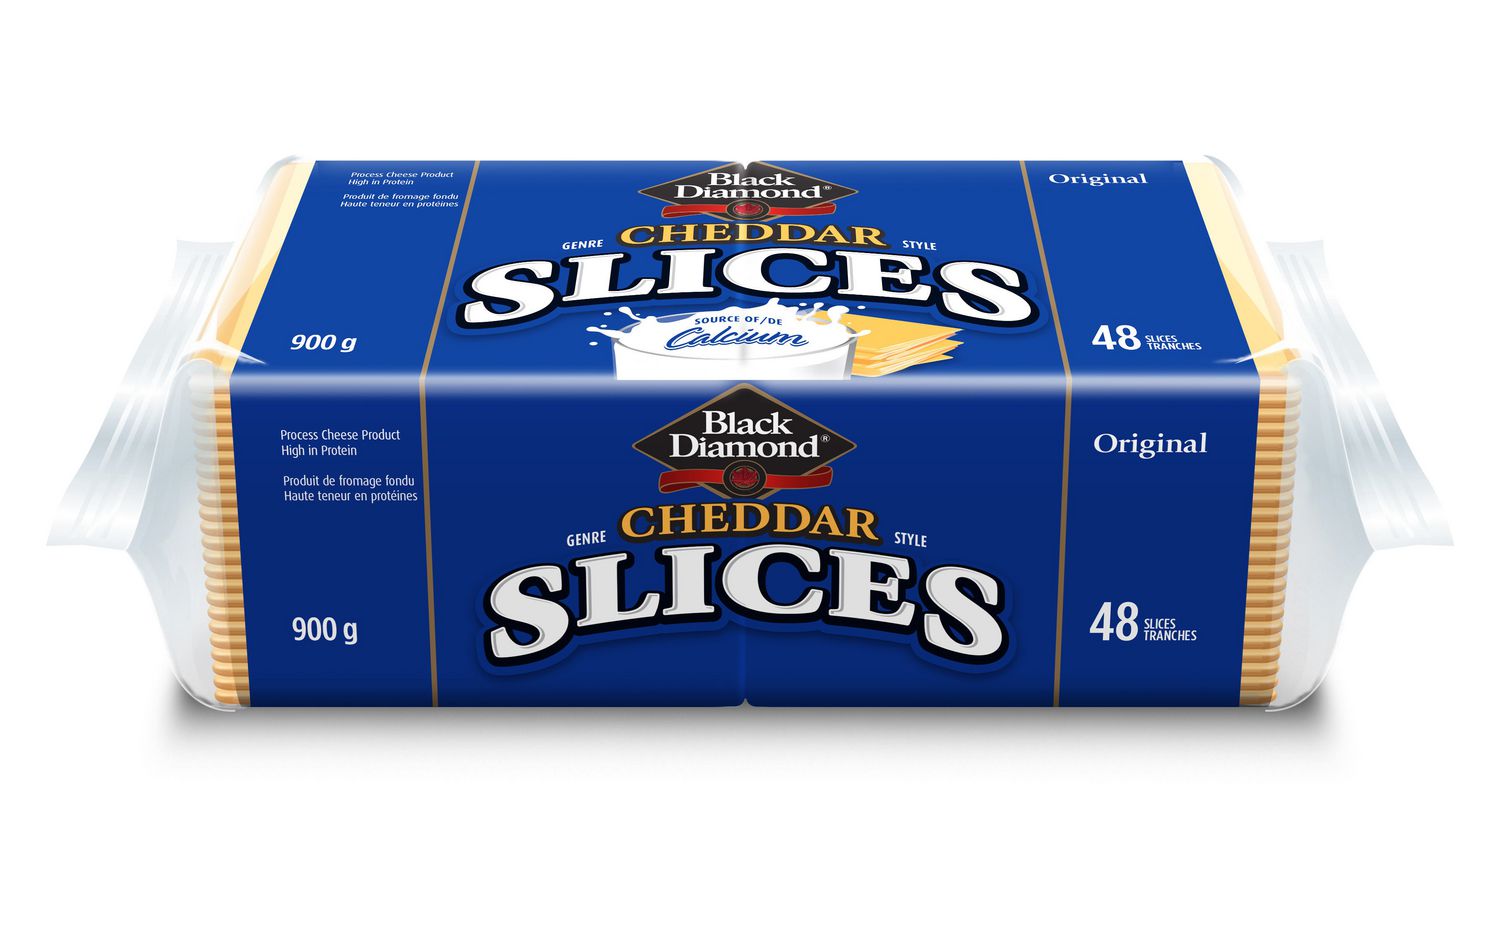 Process Cheese Product
High in Protein
Produit de fromage fondu
Haute teneur en protéines
900 g
Black
Diamond®
GENRE CHEDDAR STYLE
SLICES
SOURCE OF/DE
Calcium
Original
48 SLICES
TRANCHES
Process Cheese Product
High in Protein
Produit de fromage fondu
Haute teneur en protéines
900 g
Black
Diamond®
GENRE CHEDDAR STYLE
SLICES
Original
48 SLICES
TRANCHES